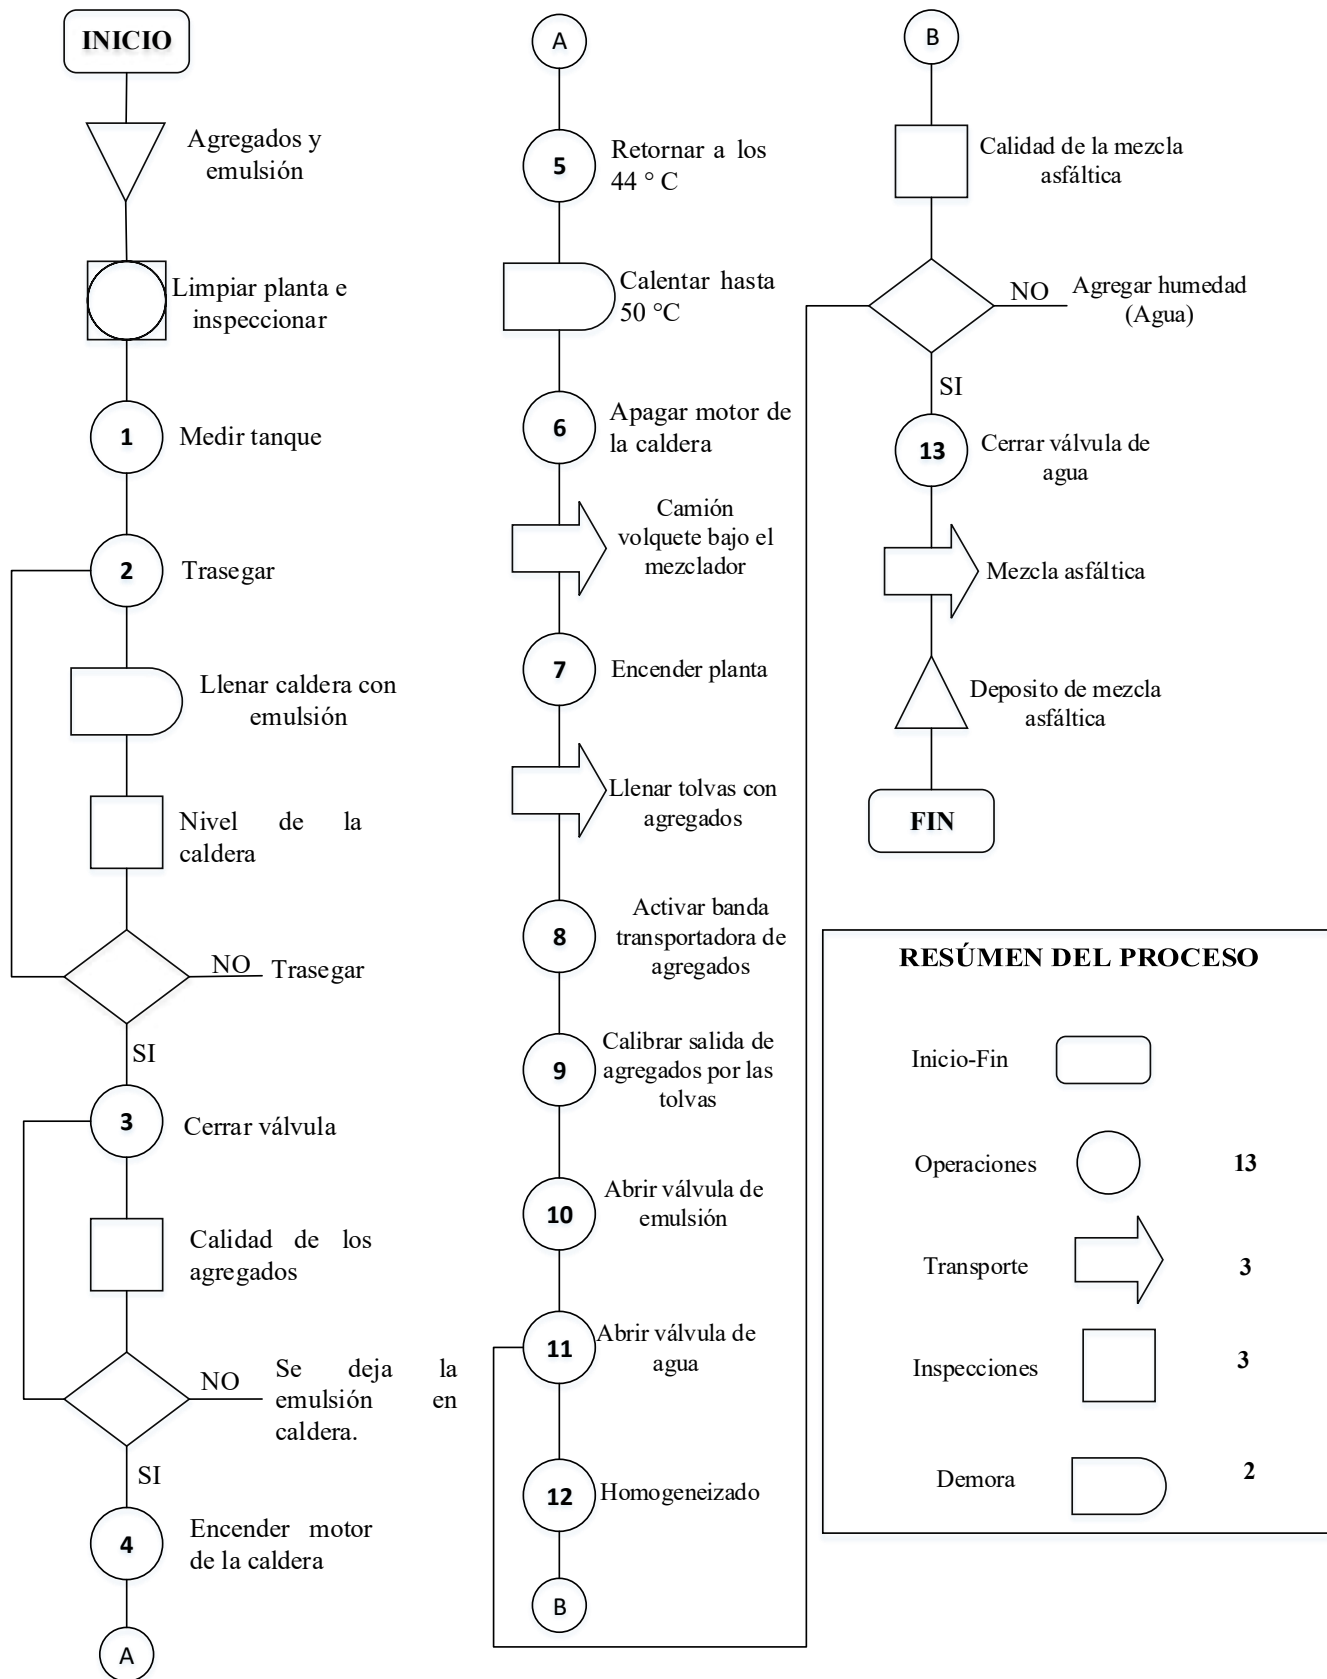 INICIO
Agregados y
emulsión
Limpiar planta e
inspeccionar
1
Medir tanque
2
Trasegar
Llenar caldera con
emulsión
Nivel de la
caldera
NO
Trasegar
SI
3
Cerrar válvula
Calidad de los
agregados
NO
Se deja la
emulsión en
caldera.
SI
4
Encender motor
de la caldera
A
A
5
Retornar a los
44 ° C
Calentar hasta
50 °C
6
Apagar motor de
la caldera
Camión
volquete bajo el
mezclador
7
Encender planta
Llenar tolvas con
agregados
8
Activar banda
transportadora de
agregados
9
Calibrar salida de
agregados por las
tolvas
10
Abrir válvula de
emulsión
11
Abrir válvula de
agua
12
Homogeneizado
B
B
Calidad de la mezcla
asfáltica
NO
Agregar humedad
(Agua)
SI
13
Cerrar válvula de
agua
Mezcla asfáltica
Deposito de mezcla
asfáltica
FIN
RESÚMEN DEL PROCESO
Inicio-Fin
Operaciones 13
Transporte 3
Inspecciones 3
Demora 2